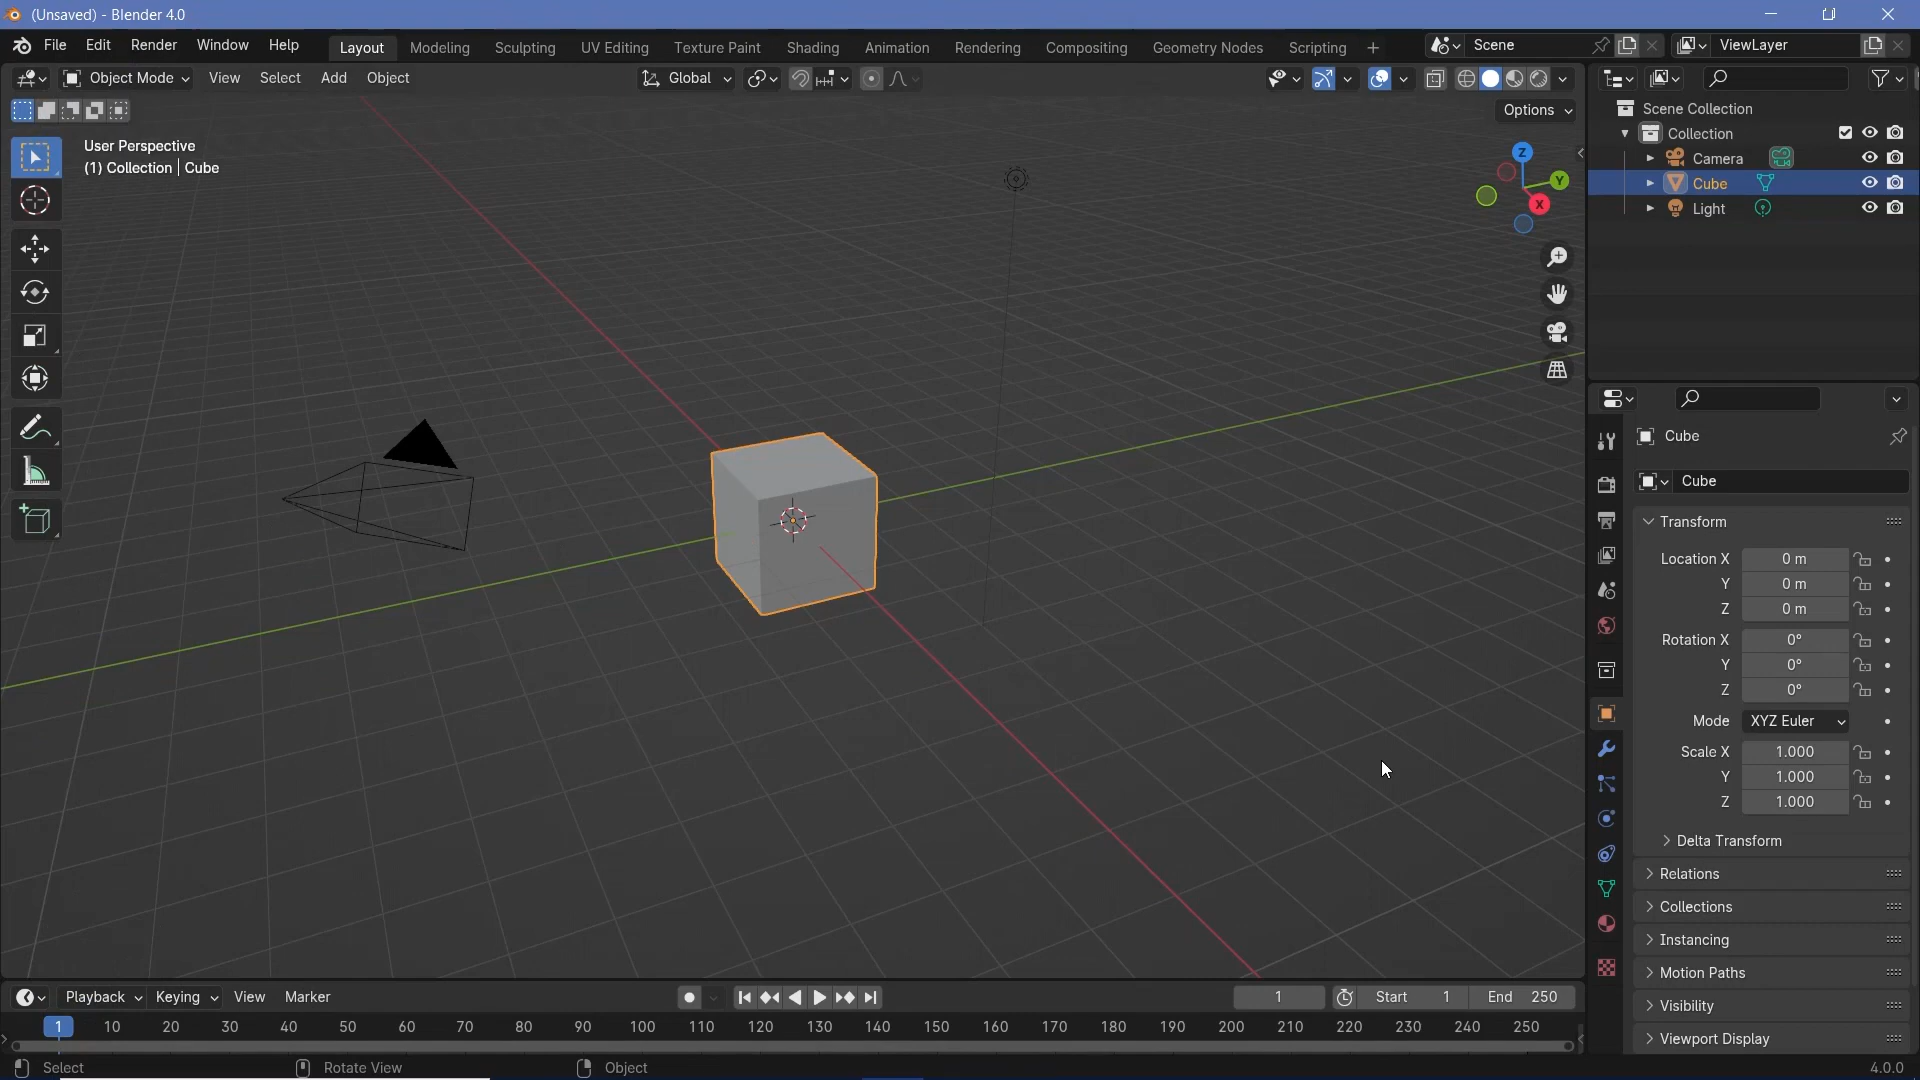 (Unsaved) - Blender 4.0
File Edit Render Window Help Layout Modeling Sculpting UV Editing Texture Paint Shading Animation Rendering Compositing Geometry Nodes Scripting + Scene ViewLayer
Object Mode View Select Add Object Global
Options
User Perspective
(1) Collection | Cube
Z
Y
X
Scene Collection
Collection
Camera
Cube
Light
Cube
Cube
Transform
Location X 0 m
Y 0 m
Z 0 m
Rotation X 0°
Y 0°
Z 0°
Mode XYZ Euler
Scale X 1.000
Y 1.000
Z 1.000
Delta Transform
Relations
Collections
Instancing
Motion Paths
Visibility
Viewport Display
Playback Keying View Marker 1 Start 1 End 250
1 10 20 30 40 50 60 70 80 90 100 110 120 130 140 150 160 170 180 190 200 210 220 230 240 250
Select Rotate View Object 4.0.0